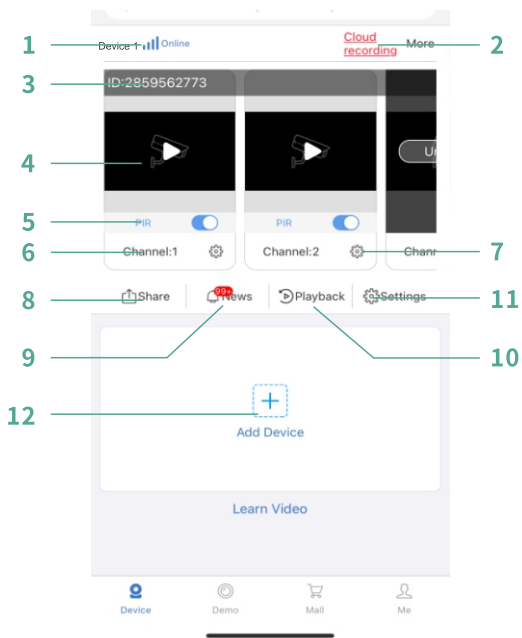 1 Device 1 Online Cloud recording More 2
3 ID:2859562773
4 Ur
5 PIR PIR
6 Channel:1 Channel:2 Chann 7
8 Share 99+ News Playback Settings 11
9 10
12
Add Device
Learn Video
Device Demo Mall Me